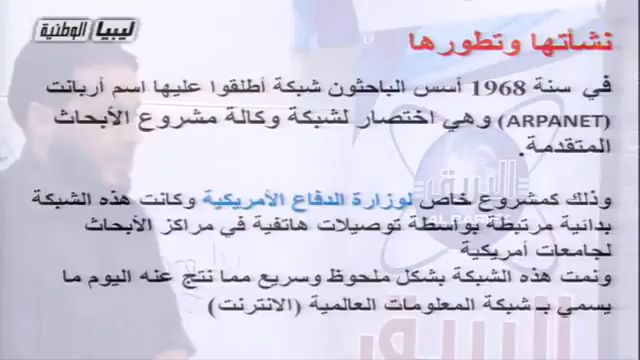 ليبيا الوطنية
نشأتها وتطورها
في سنة 1968 أسس الباحثون شبكة أطلقوا عليها اسم أربانت
(ARPANET) وهي اختصار لشبكة وكالة مشروع الأبحاث
المتقدمة.
وذلك كمشروع خاص لوزارة الدفاع الأمريكية وكانت هذه الشبكة
بدائية مرتبطة بواسطة توصيلات هاتفية في مراكز الأبحاث
لجامعات أمريكية
ونمت هذه الشبكة بشكل ملحوظ وسريع مما نتج عنه اليوم ما
يسمي بـ شبكة المعلومات العالمية (الانترنت)